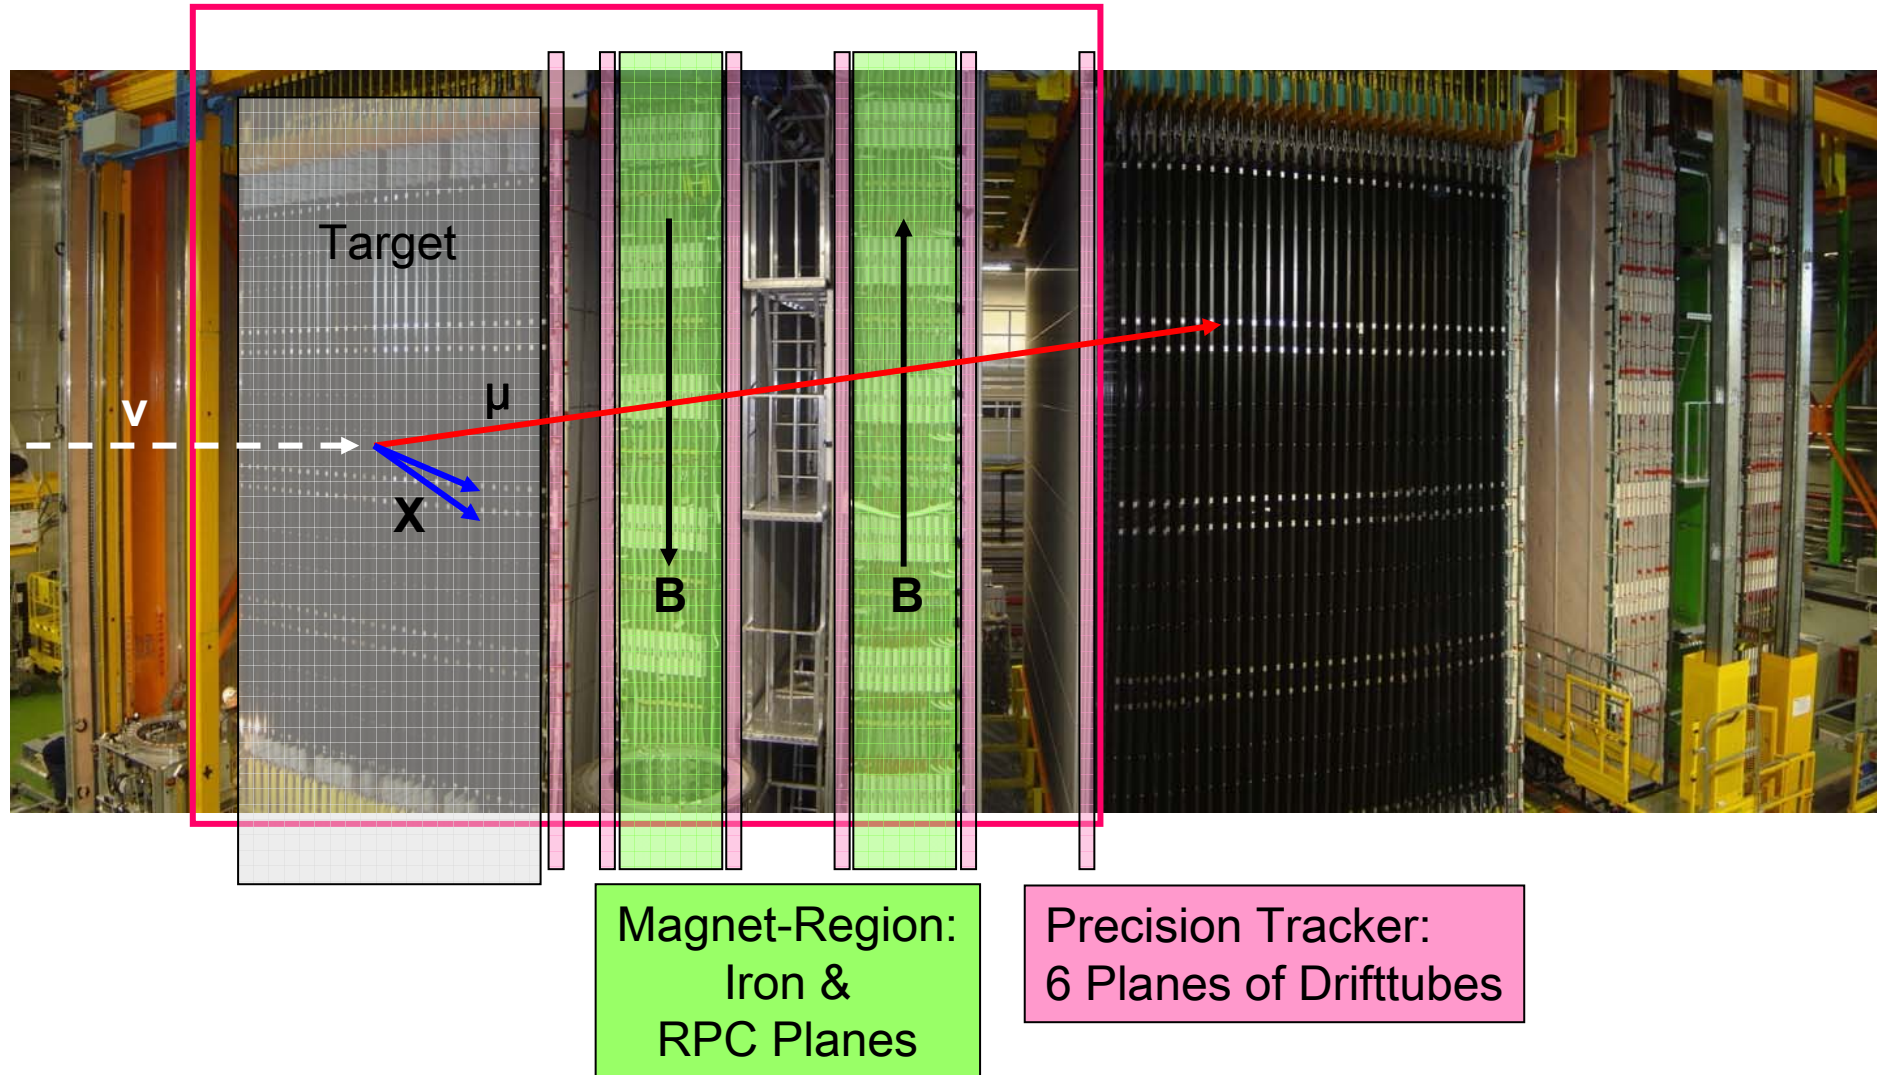 Target
ν
μ
X
B
B
Magnet-Region:
Iron &
RPC Planes
Precision Tracker:
6 Planes of Drifttubes